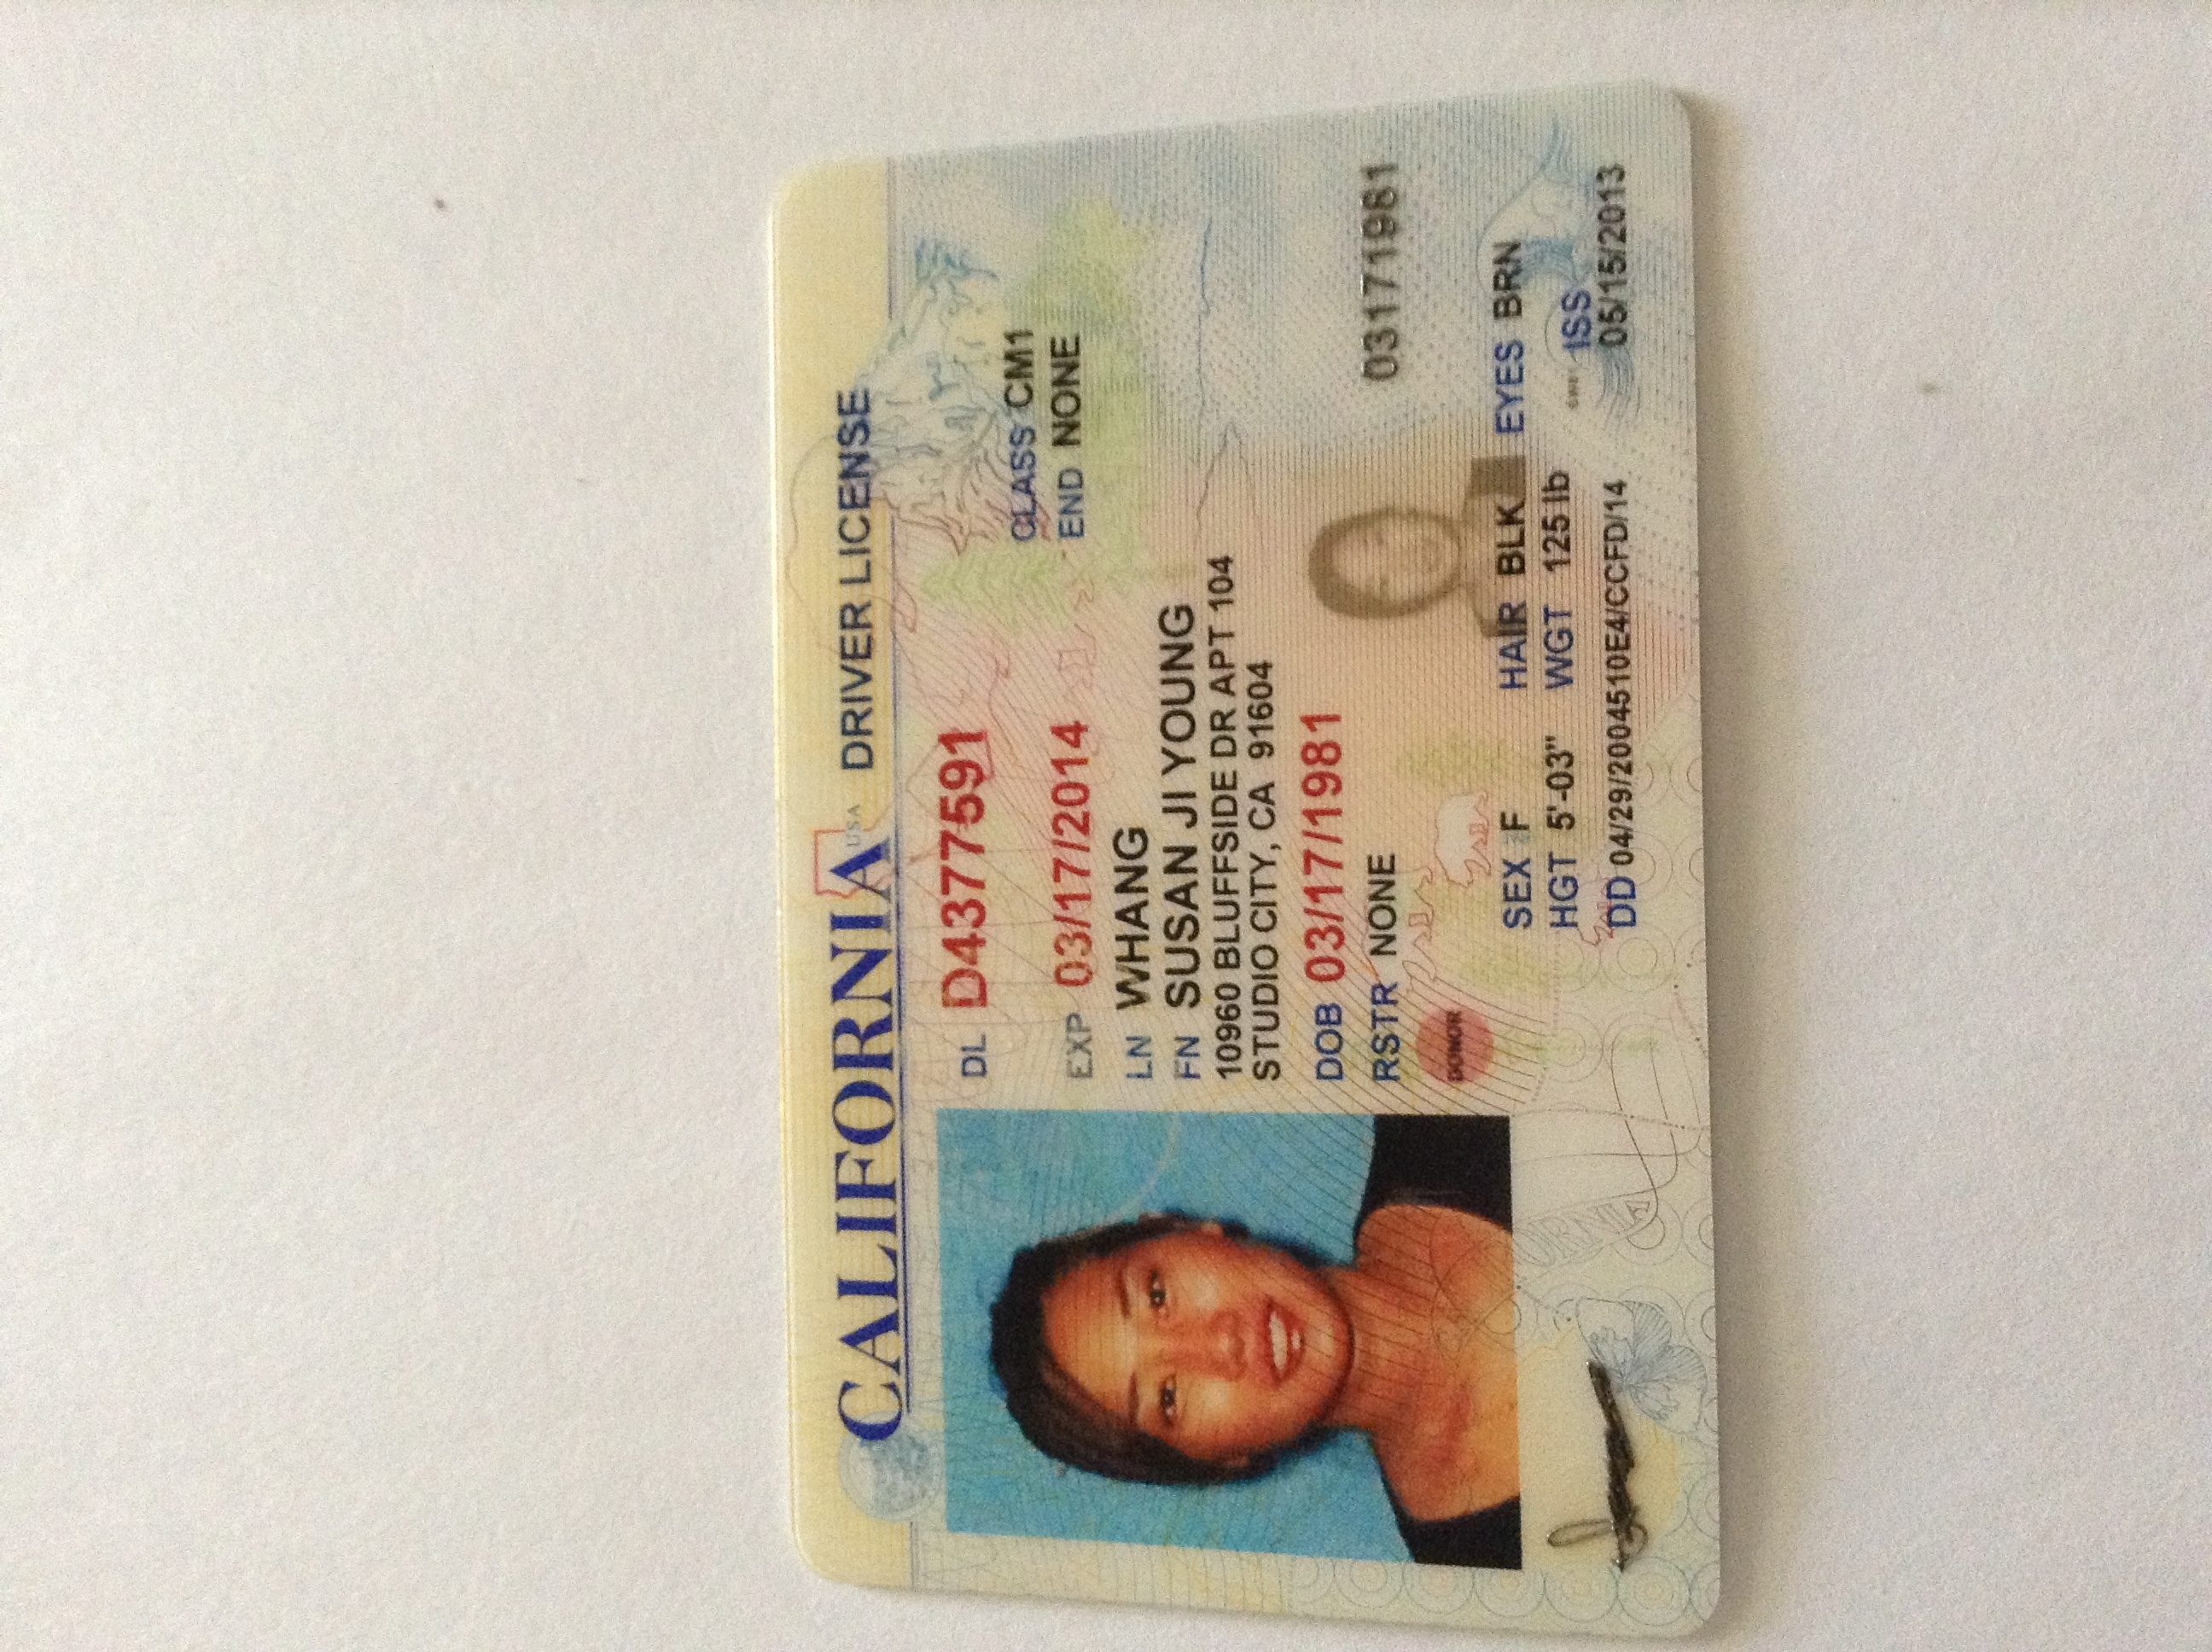 CALIFORNIA USA DRIVER LICENSE
DL D4377591
CLASS CM1
EXP 03/17/2014
END NONE
LN WHANG
FN SUSAN JI YOUNG
10960 BLUFFSIDE DR APT 104
STUDIO CITY, CA 91604
DOB 03/17/1981
RSTR NONE
03171981
DONOR
SEX F HAIR BLK EYES BRN
HGT 5'-03" WGT 125 lb
ISS
DD 04/29/2004510E4/CCFD/14 05/15/2013